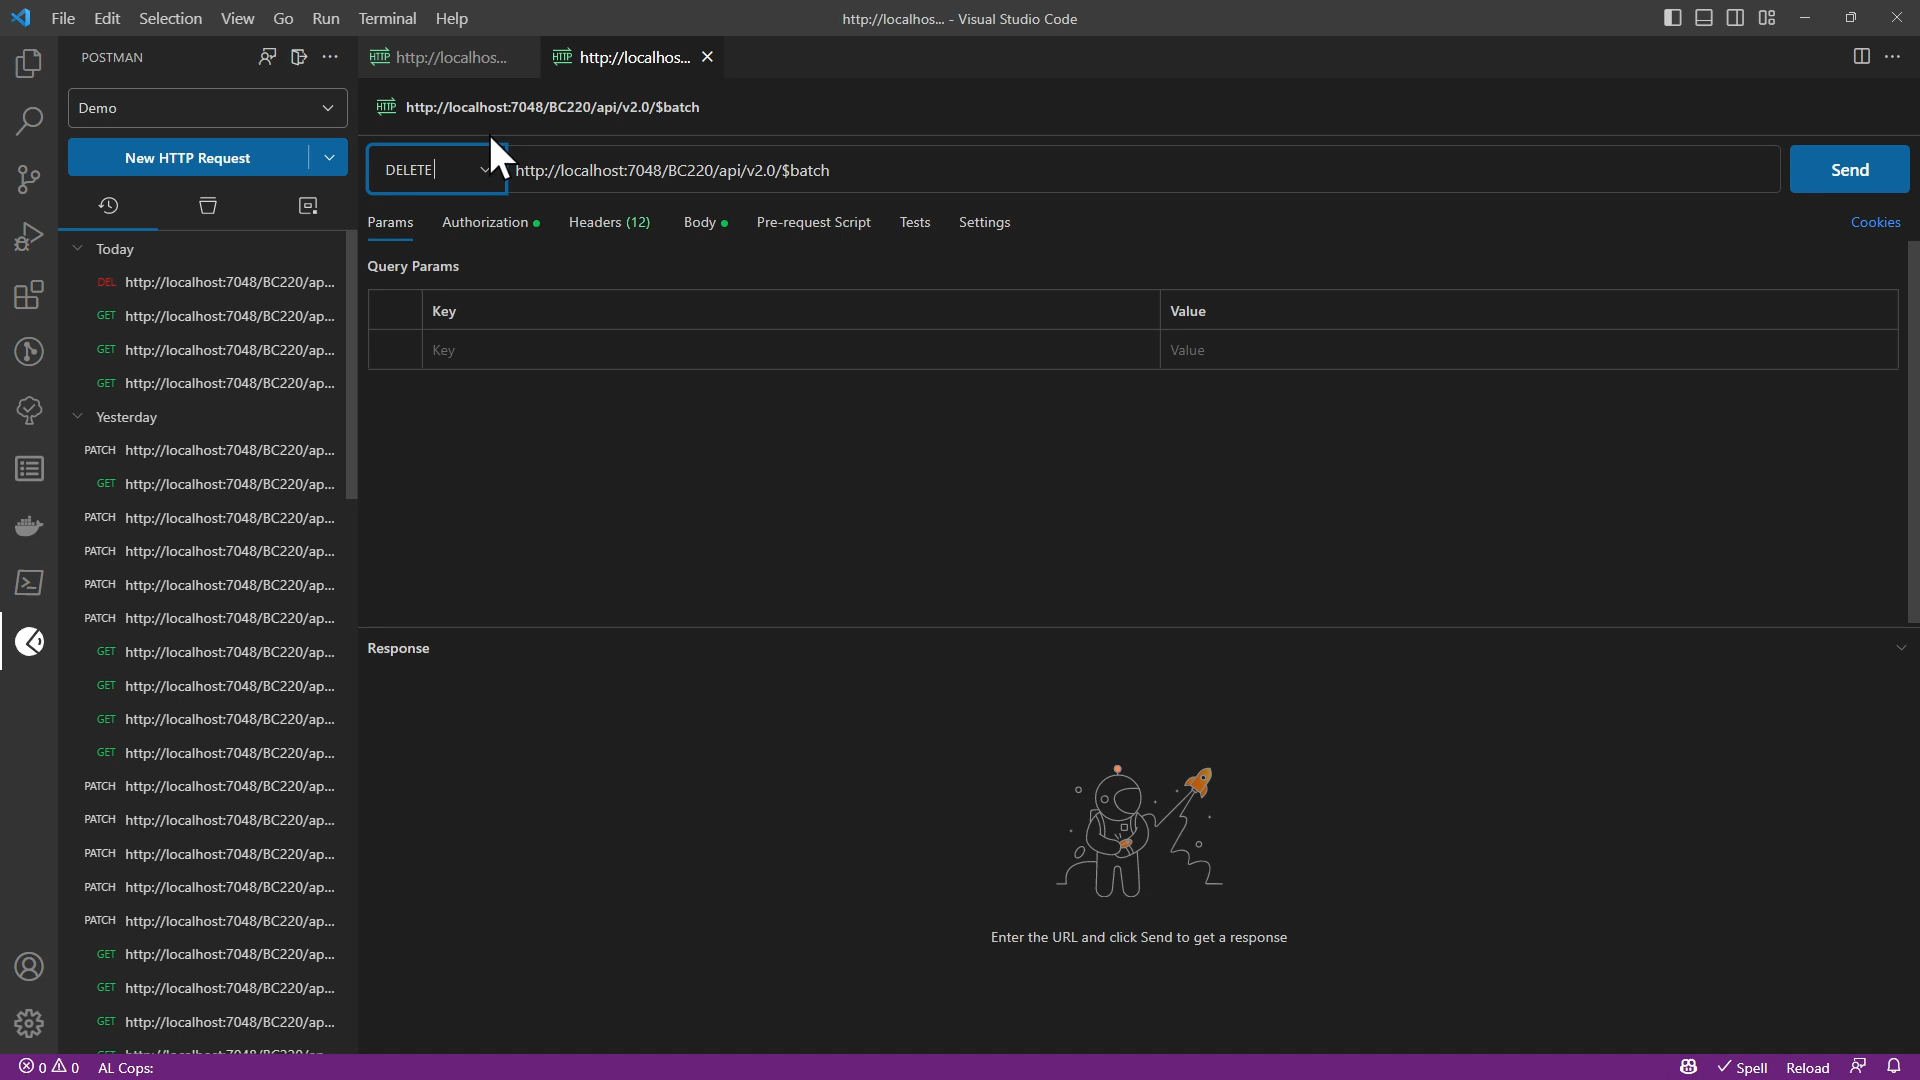 File Edit Selection View Go Run Terminal Help
http://localhos... - Visual Studio Code
POSTMAN
HTTP http://localhos...
HTTP http://localhos...
Demo
HTTP http://localhost:7048/BC220/api/v2.0/$batch
New HTTP Request
DELETE http://localhost:7048/BC220/api/v2.0/$batch Send
Params Authorization Headers (12) Body Pre-request Script Tests Settings Cookies
Query Params
Key Value
Key Value
Today
DEL http://localhost:7048/BC220/ap...
GET http://localhost:7048/BC220/ap...
GET http://localhost:7048/BC220/ap...
GET http://localhost:7048/BC220/ap...
Yesterday
PATCH http://localhost:7048/BC220/ap...
GET http://localhost:7048/BC220/ap...
PATCH http://localhost:7048/BC220/ap...
PATCH http://localhost:7048/BC220/ap...
PATCH http://localhost:7048/BC220/ap...
PATCH http://localhost:7048/BC220/ap...
GET http://localhost:7048/BC220/ap...
GET http://localhost:7048/BC220/ap...
GET http://localhost:7048/BC220/ap...
GET http://localhost:7048/BC220/ap...
PATCH http://localhost:7048/BC220/ap...
PATCH http://localhost:7048/BC220/ap...
PATCH http://localhost:7048/BC220/ap...
PATCH http://localhost:7048/BC220/ap...
PATCH http://localhost:7048/BC220/ap...
GET http://localhost:7048/BC220/ap...
GET http://localhost:7048/BC220/ap...
GET http://localhost:7048/BC220/ap...
Response
Enter the URL and click Send to get a response
0 0 AL Cops:
Spell Reload